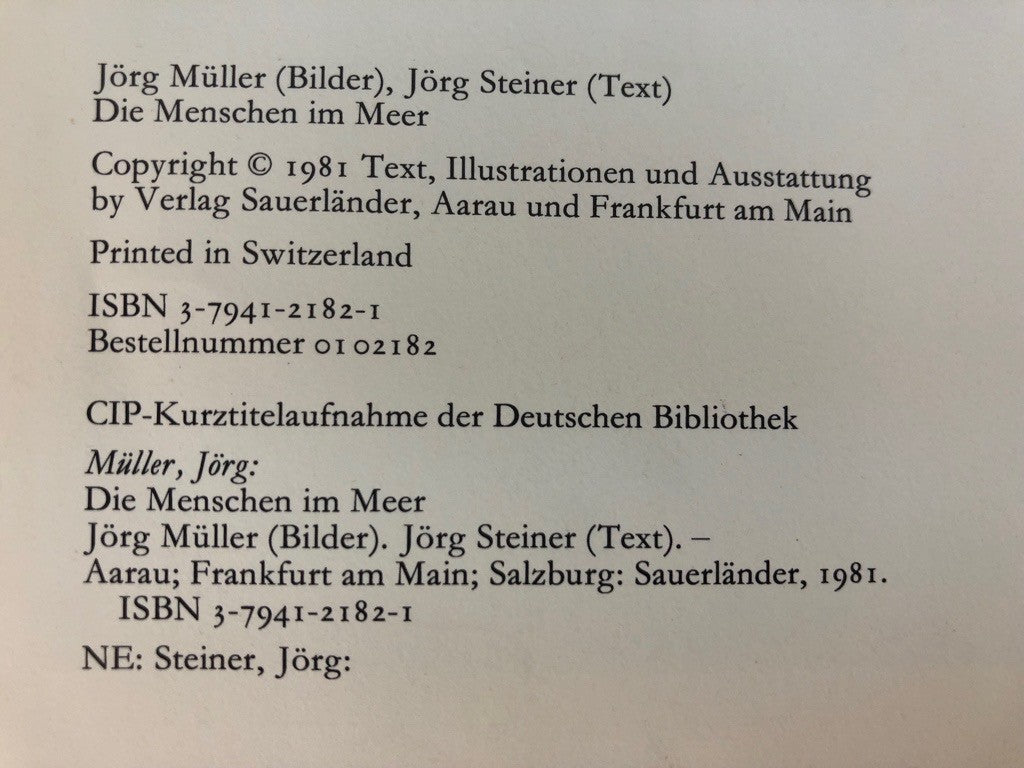 Jörg Müller (Bilder), Jörg Steiner (Text)
Die Menschen im Meer
Copyright © 1981 Text, Illustrationen und Ausstattung
by Verlag Sauerländer, Aarau und Frankfurt am Main
Printed in Switzerland
ISBN 3-7941-2182-1
Bestellnummer 01 02182
CIP-Kurztitelaufnahme der Deutschen Bibliothek
Müller, Jörg:
Die Menschen im Meer
Jörg Müller (Bilder). Jörg Steiner (Text). –
Aarau; Frankfurt am Main; Salzburg: Sauerländer, 1981.
ISBN 3-7941-2182-1
NE: Steiner, Jörg: